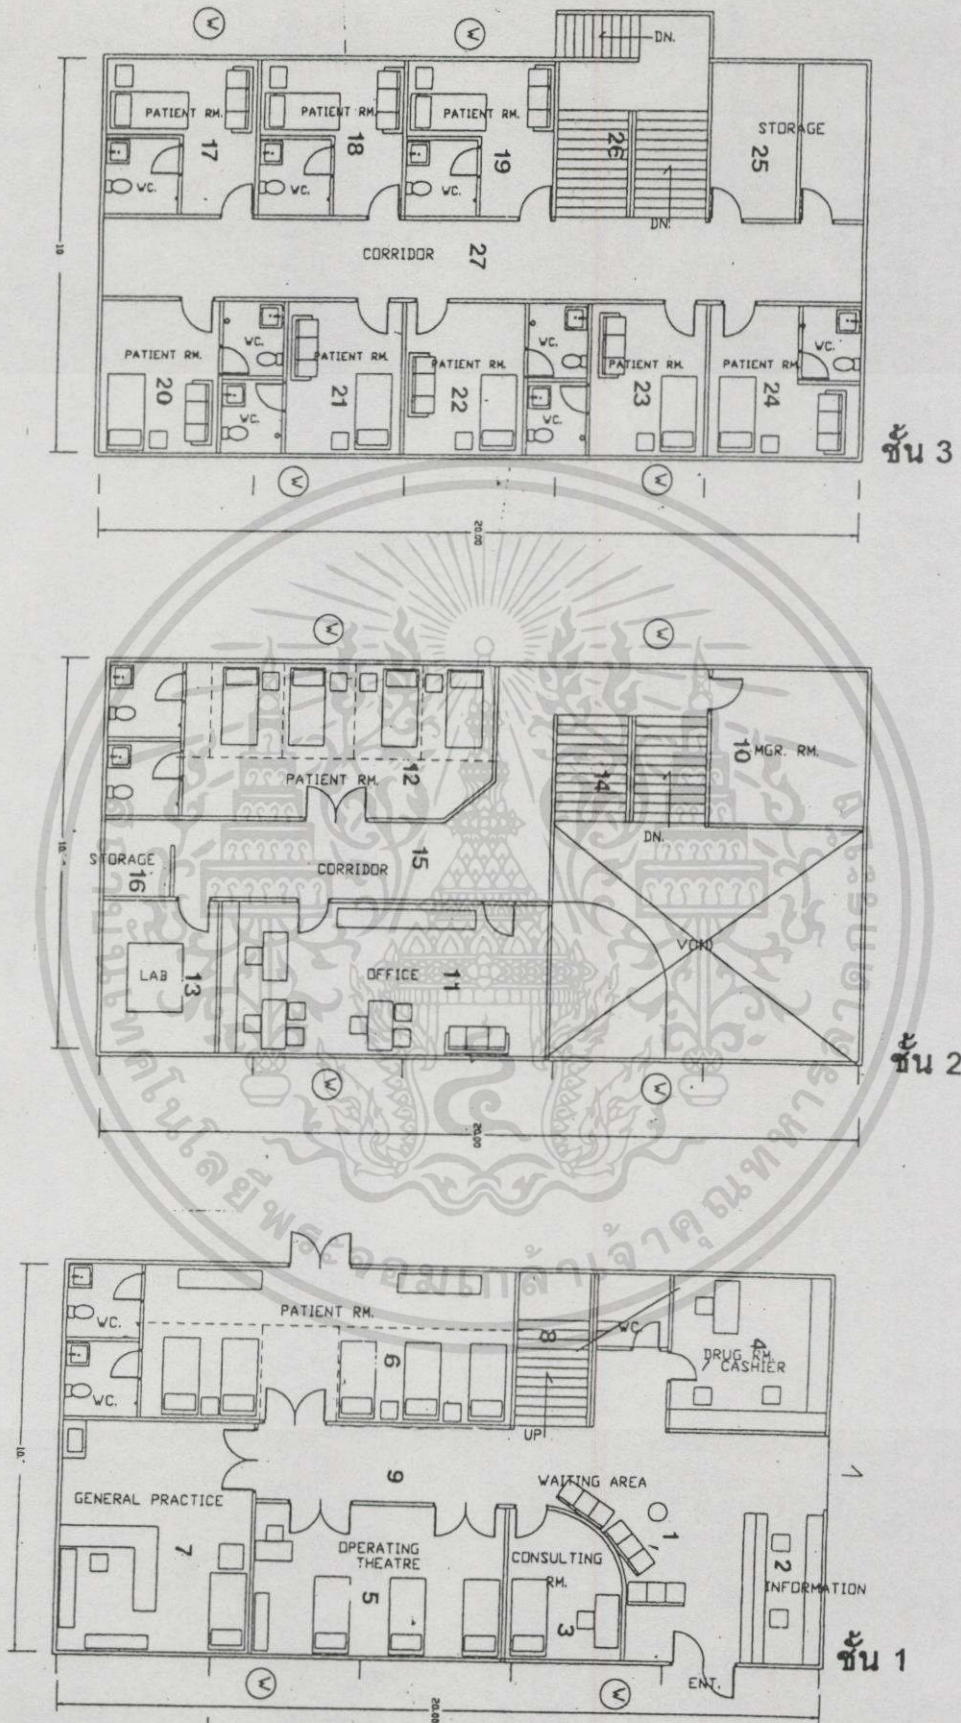 W
W
DN.
10
PATIENT RM.
17
WC.
PATIENT RM.
18
WC.
PATIENT RM.
19
WC.
26
DN.
STORAGE
25
CORRIDOR
27
PATIENT RM.
20
WC.
WC.
PATIENT RM.
21
PATIENT RM.
22
WC.
WC.
PATIENT RM.
23
PATIENT RM.
24
WC.
ชั้น 3
W
W
20.00
W
W
10
MGR. RM.
12
PATIENT RM.
14
DN.
STORAGE
16
CORRIDOR
15
VOID
LAB
13
OFFICE
11
ชั้น 2
W
W
20.00
PATIENT RM.
6
WC.
WC.
8
WC.
4
DRUG RM.
/ CASHIER
UP
GENERAL PRACTICE
7
9
WAITING AREA
1
OPERATING
THEATRE
5
CONSULTING
RM.
3
2
INFORMATION
ENT.
ชั้น 1
W
W
20.00